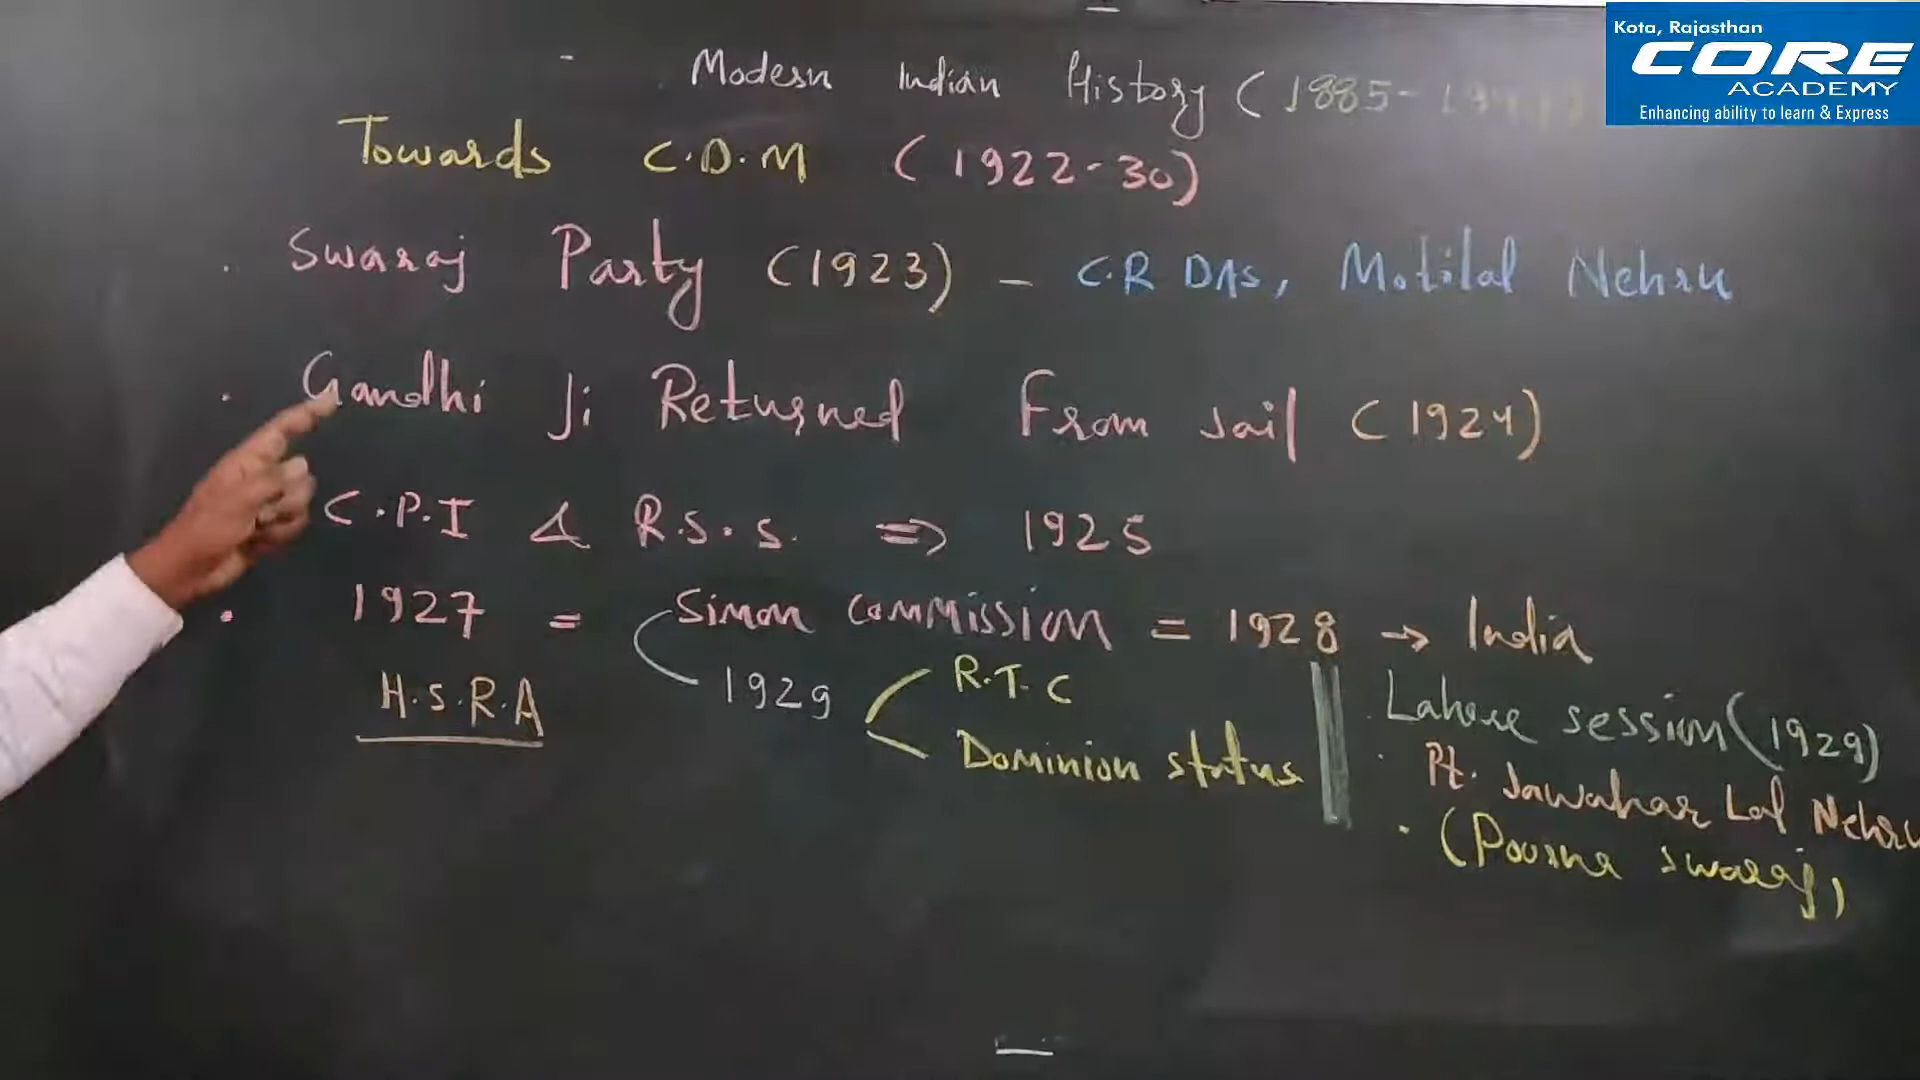 Kota, Rajasthan
CORE
ACADEMY
Enhancing ability to learn & Express
Modern Indian History (1885-
Towards C.D.M (1922-30)
Swaraj Party (1923) - C.R DAS, Motilal Nehru
Gandhi Ji Returned From Jail (1924)
C.P.I & R.S.S. ⇒ 1925
1927 = Simon Commission = 1928 → India
H.S.R.A
1929
R.T.C
Dominion status
Lahore session (1929)
Pt. Jawahar Lal Nehru
(Pourna swaraj)